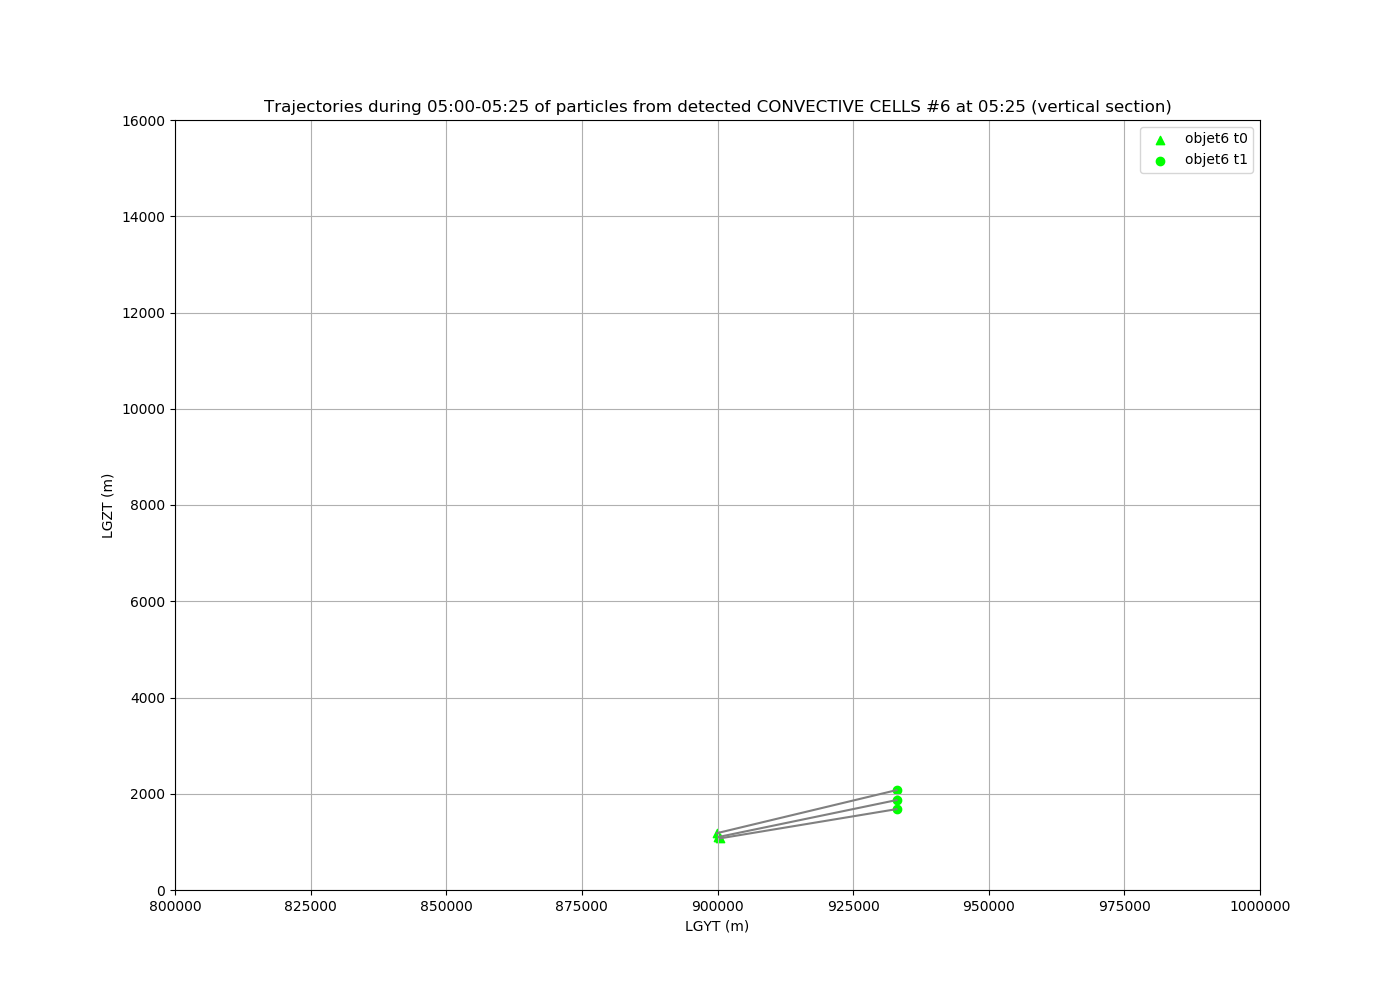 Trajectories during 05:00-05:25 of particles from detected CONVECTIVE CELLS #6 at 05:25 (vertical section)
objet6 t0
objet6 t1
16000
14000
12000
10000
8000
6000
4000
2000
0
LGZT (m)
800000 825000 850000 875000 900000 925000 950000 975000 1000000
LGYT (m)